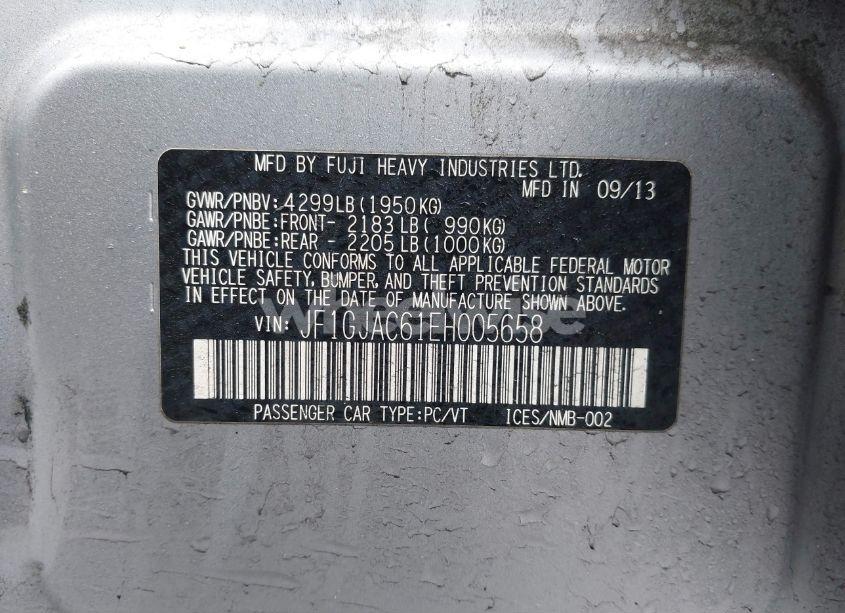 MFD BY FUJI HEAVY INDUSTRIES LTD.
MFD IN 09/13
GVWR/PNBV: 4299LB (1950KG)
GAWR/PNBE: FRONT- 2183 LB ( 990KG)
GAWR/PNBE: REAR - 2205 LB (1000KG)
THIS VEHICLE CONFORMS TO ALL APPLICABLE FEDERAL MOTOR
VEHICLE SAFETY, BUMPER, AND THEFT PREVENTION STANDARDS
IN EFFECT ON THE DATE OF MANUFACTURE SHOWN ABOVE.
VIN: JF1GJAC61EH005658
PASSENGER CAR TYPE:PC/VT ICES/NMB-002